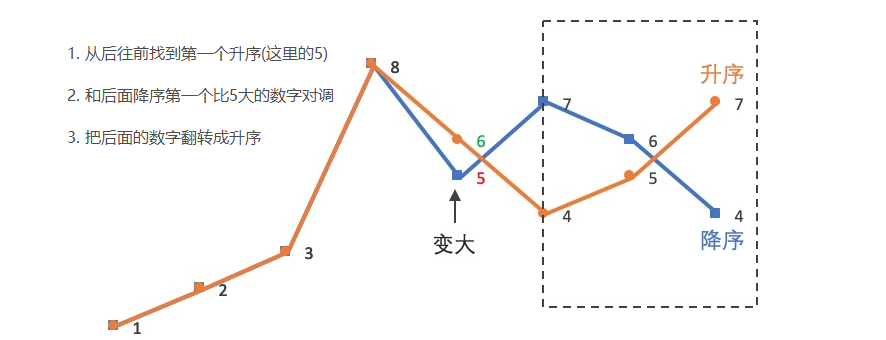 1. 从后往前找到第一个升序(这里的5)
2. 和后面降序第一个比5大的数字对调
3. 把后面的数字翻转成升序
8
升序
7
7
6
6
5
5
4
4
变大
降序
3
2
1